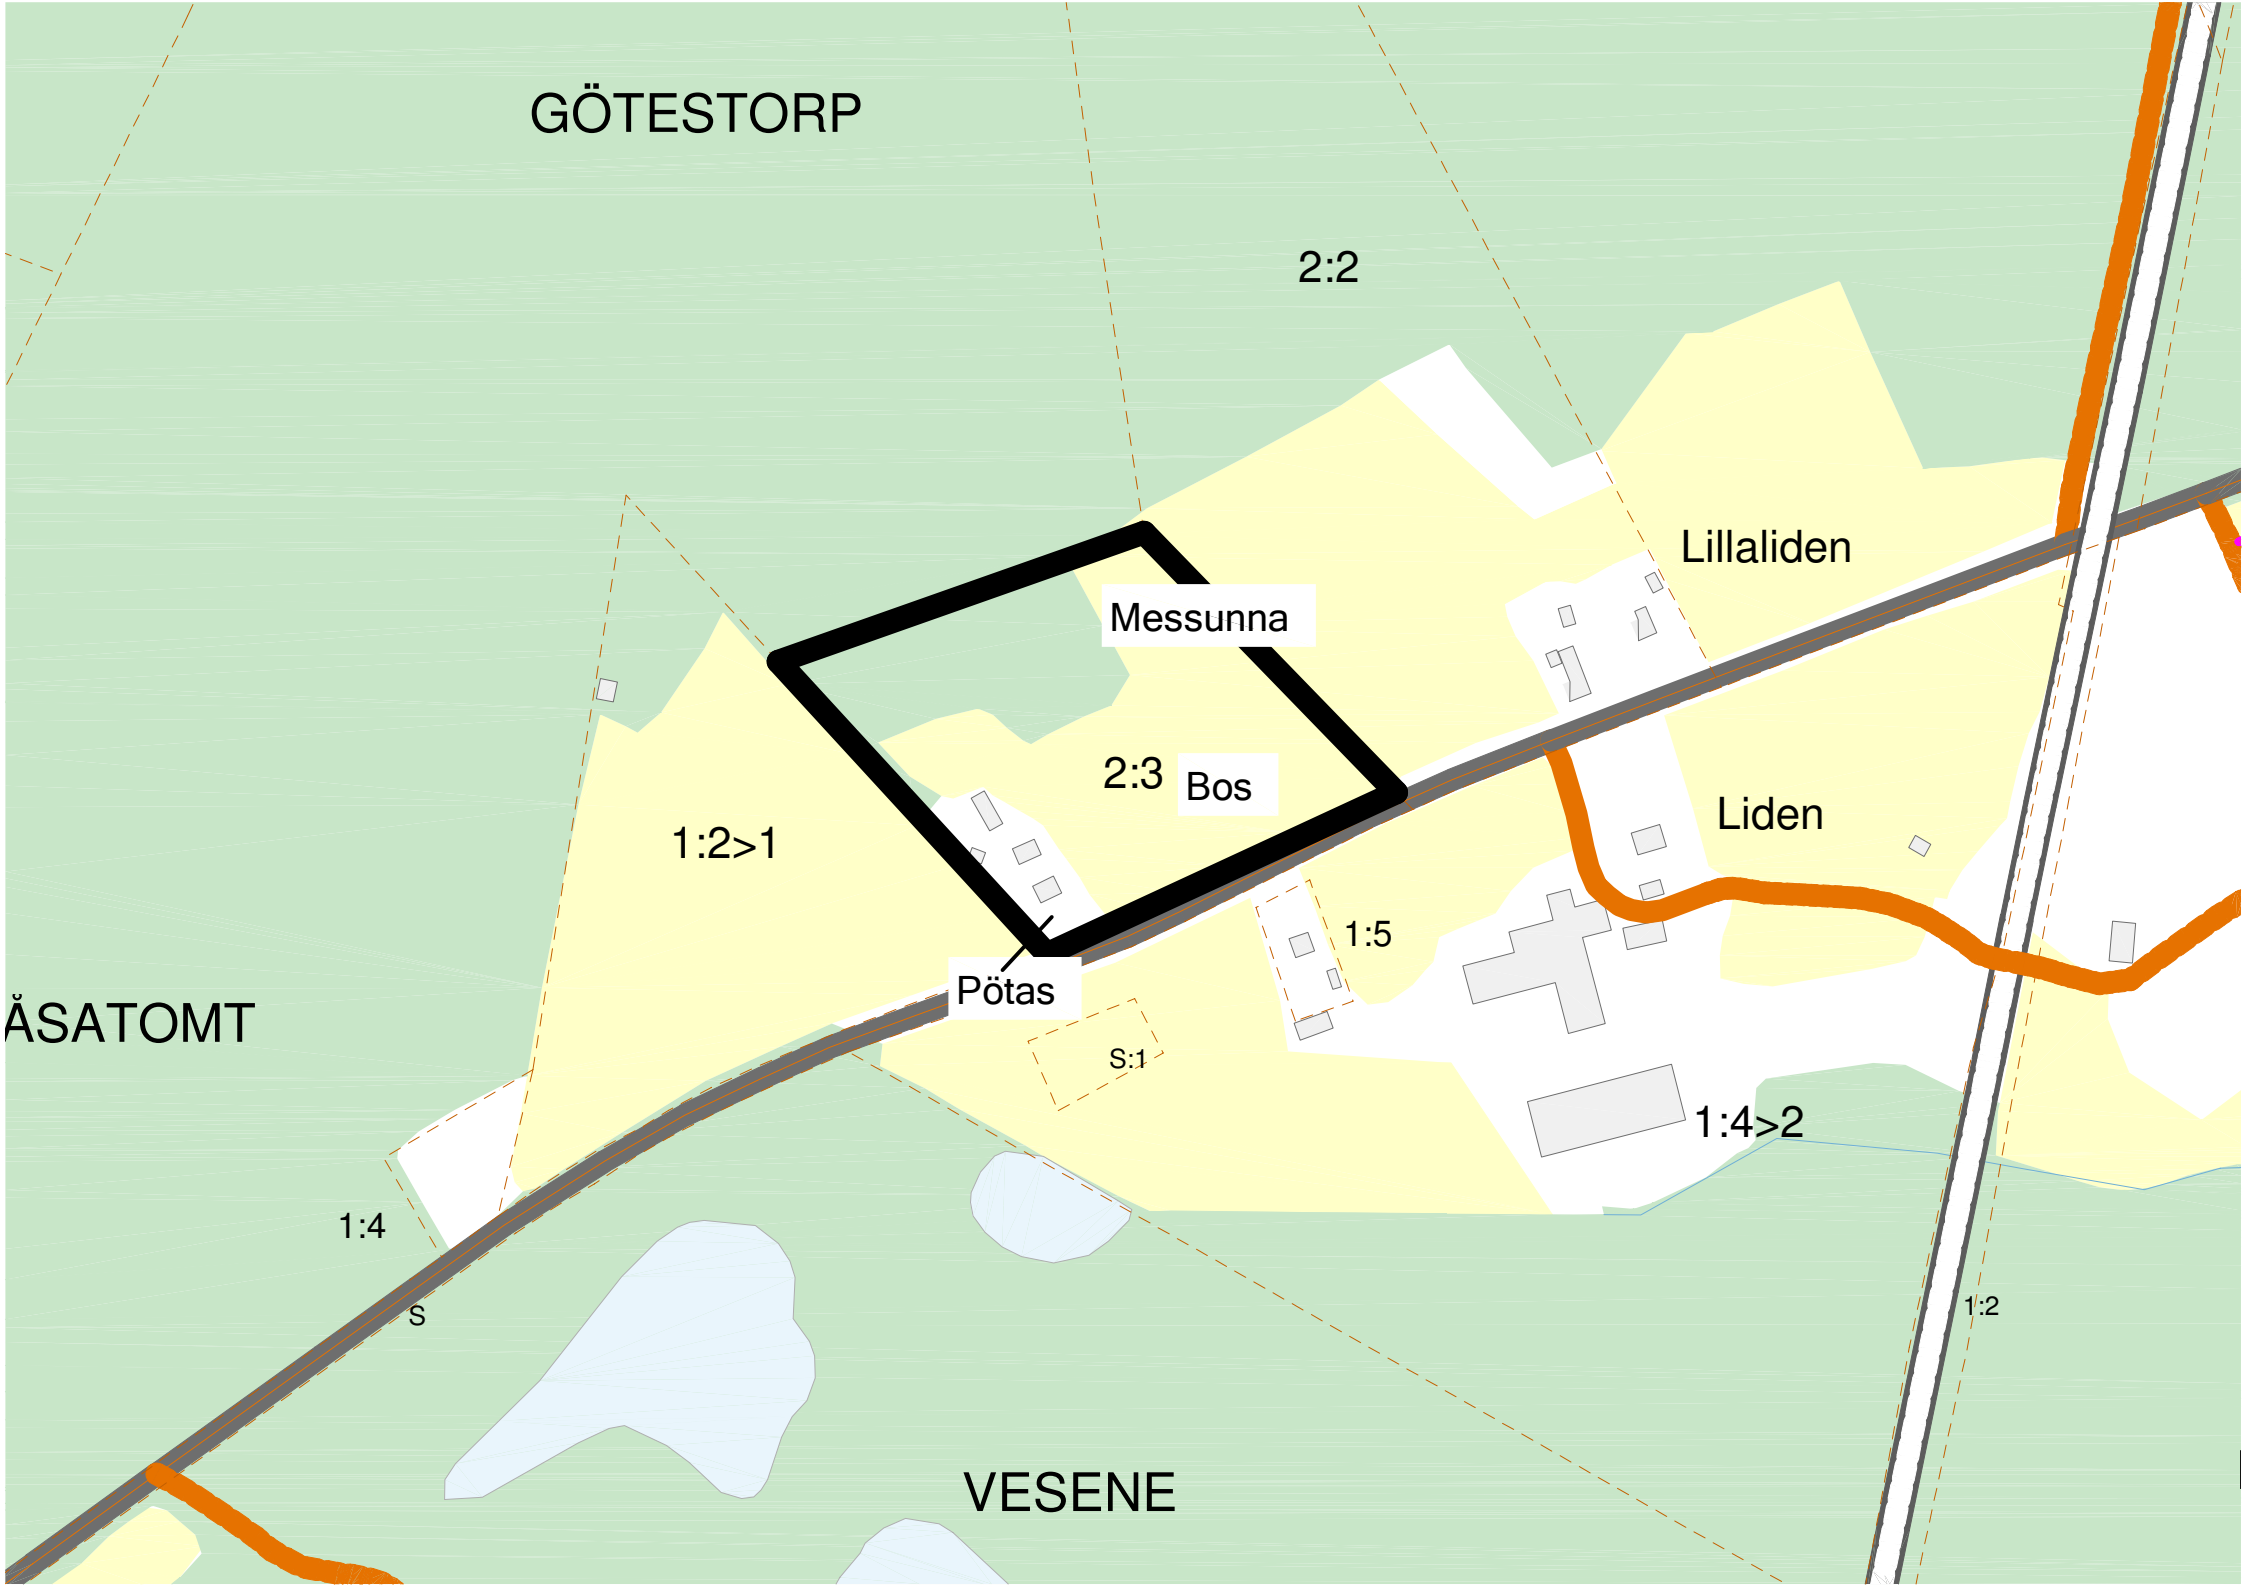 GÖTESTORP
2:2
Lillaliden
Messunna
2:3
Bos
Liden
1:2>1
1:5
Pötas
ÅSATOMT
S:1
1:4>2
1:4
S
1:2
VESENE